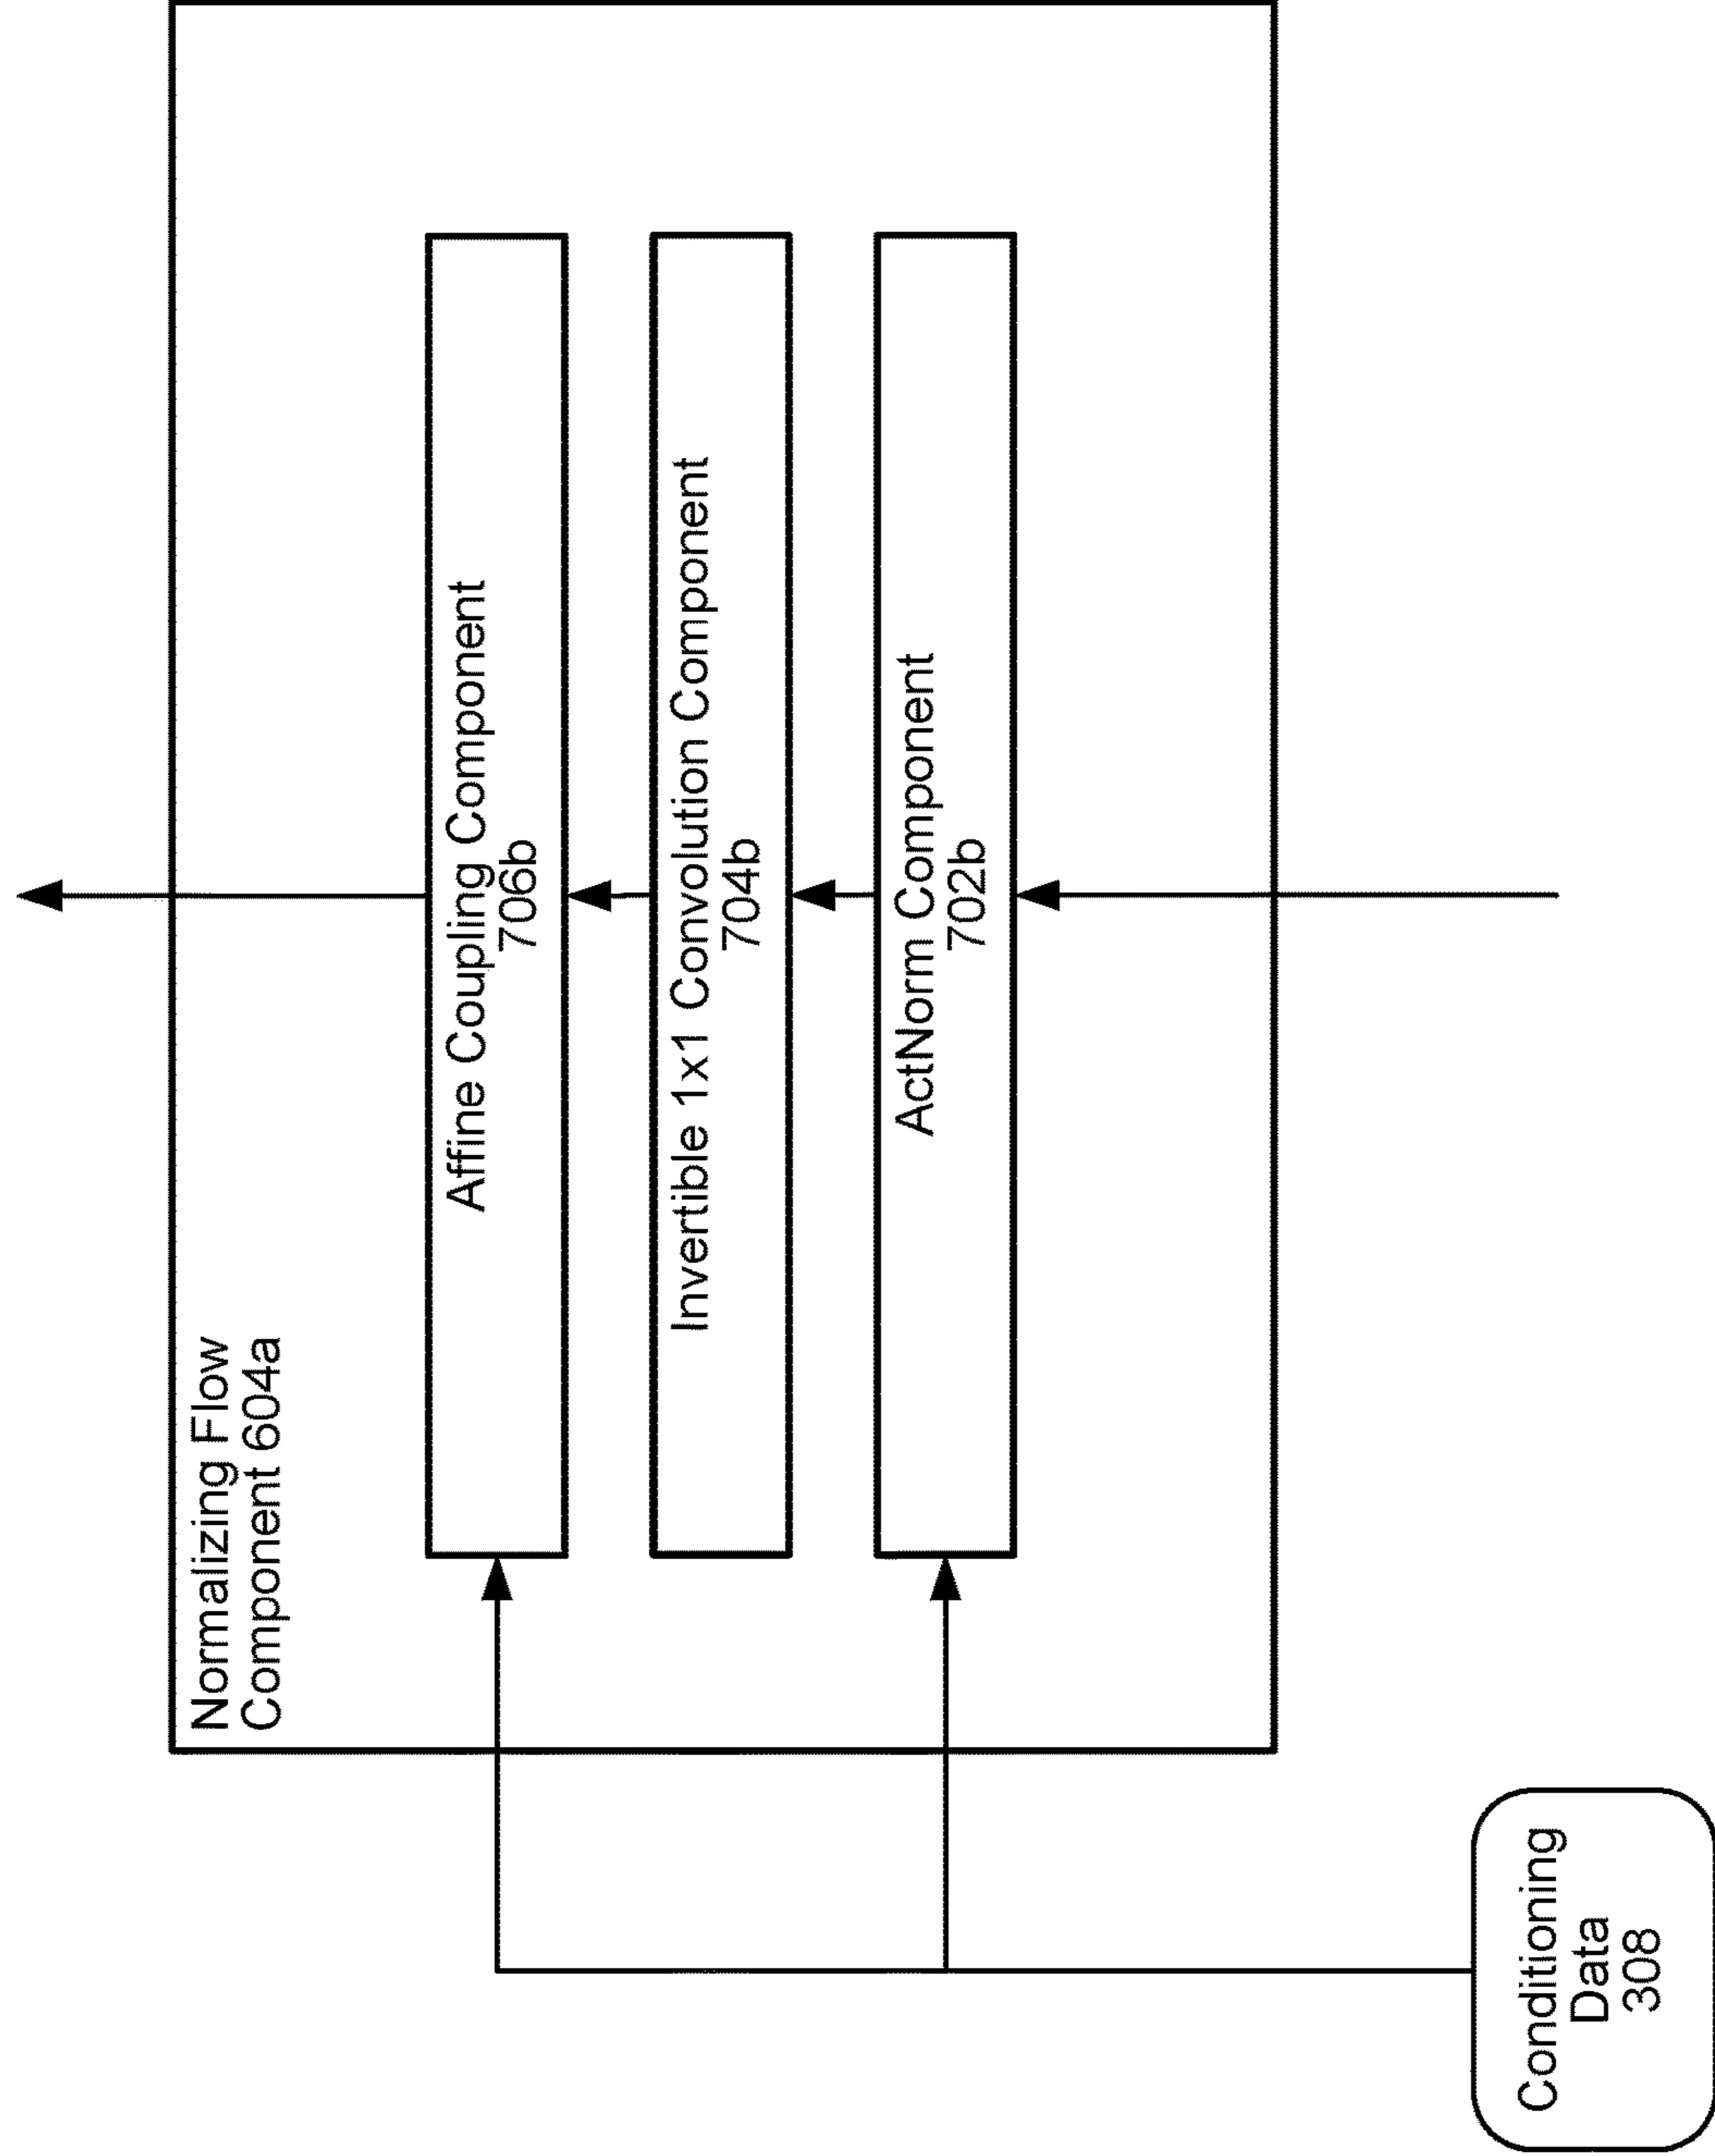 Normalizing Flow
Component 604a
Affine Coupling Component
706b
Invertible 1x1 Convolution Component
704b
ActNorm Component
702b
Conditioning
Data
308